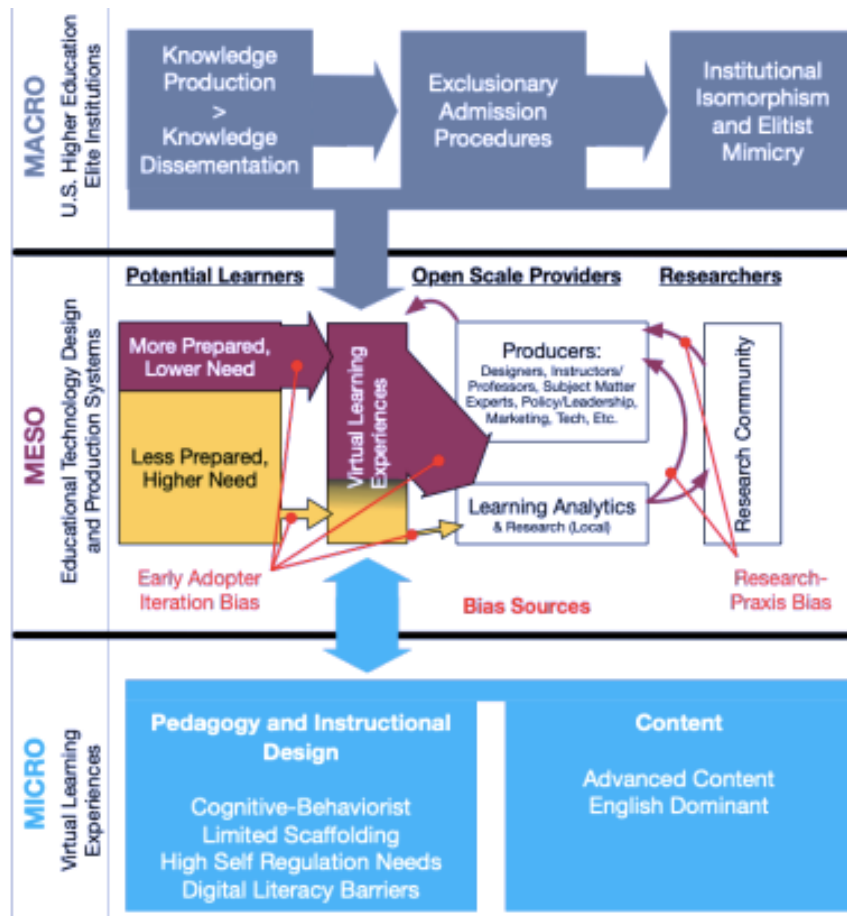 MACRO
U.S. Higher Education
Elite Institutions
Knowledge
Production
>
Knowledge
Dissementation
Exclusionary
Admission
Procedures
Institutional
Isomorphism
and Elitist
Mimicry
MESO
Educational Technology Design
and Production Systems
Potential Learners
Open Scale Providers
Researchers
More Prepared,
Lower Need
Less Prepared,
Higher Need
Virtual Learning
Experiences
Producers:
Designers, Instructors/
Professors, Subject Matter
Experts, Policy/Leadership,
Marketing, Tech, Etc.
Learning Analytics
& Research (Local)
Research Community
Early Adopter
Iteration Bias
Bias Sources
Research-
Praxis Bias
MICRO
Virtual Learning
Experiences
Pedagogy and Instructional
Design
Cognitive-Behaviorist
Limited Scaffolding
High Self Regulation Needs
Digital Literacy Barriers
Content
Advanced Content
English Dominant